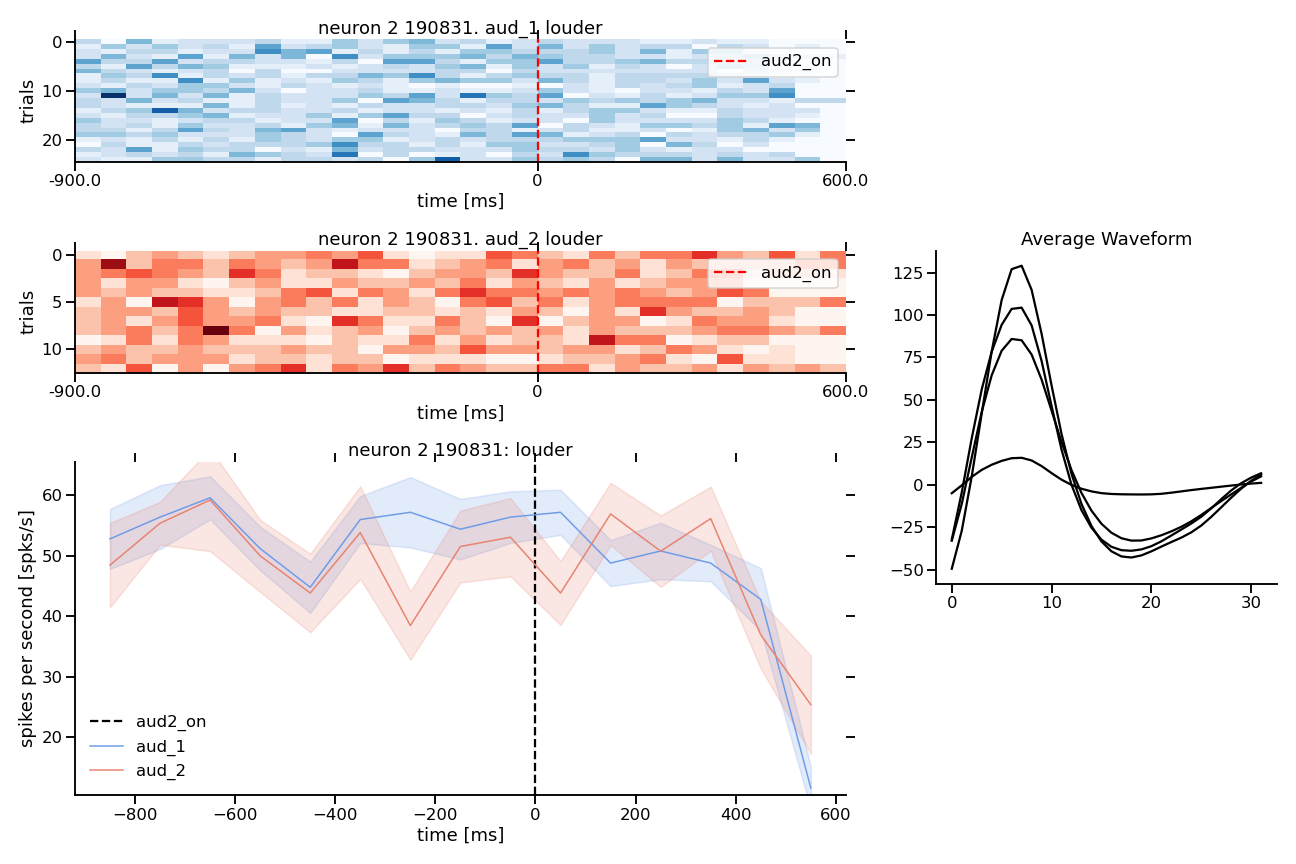 neuron 2 190831. aud_1 louder
0
10
20
trials
aud2_on
-900.0
0
600.0
time [ms]
neuron 2 190831. aud_2 louder
0
5
10
trials
aud2_on
-900.0
0
600.0
time [ms]
neuron 2 190831: louder
60
50
40
30
20
spikes per second [spks/s]
aud2_on
aud_1
aud_2
−800
−600
−400
−200
0
200
400
600
time [ms]
Average Waveform
125
100
75
50
25
0
−25
−50
0
10
20
30